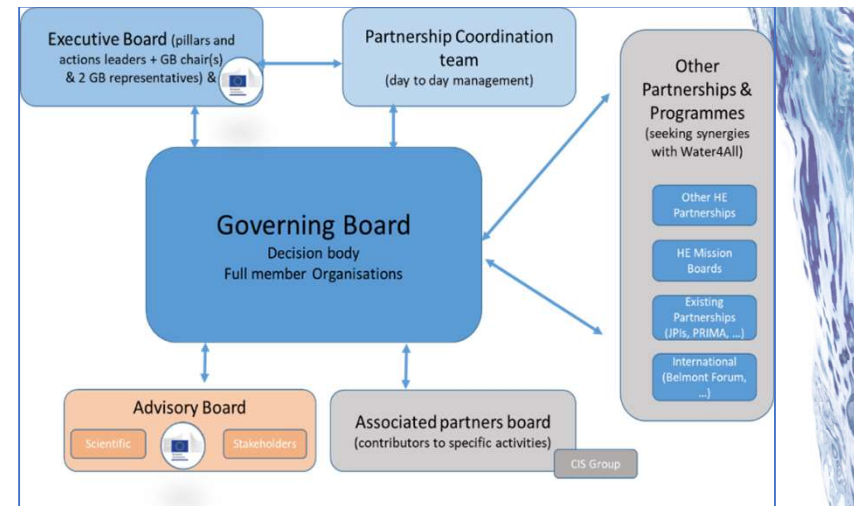 Executive Board (pillars and
actions leaders + GB chair(s)
& 2 GB representatives) &
Partnership Coordination
team
(day to day management)
Other
Partnerships &
Programmes
(seeking synergies
with Water4All)
Other HE
Partnerships
HE Mission
Boards
Existing
Partnerships
(JPIs, PRIMA, ...)
International
(Belmont Forum,
...)
Governing Board
Decision body
Full member Organisations
Advisory Board
Scientific
Stakeholders
Associated partners board
(contributors to specific activities)
CIS Group